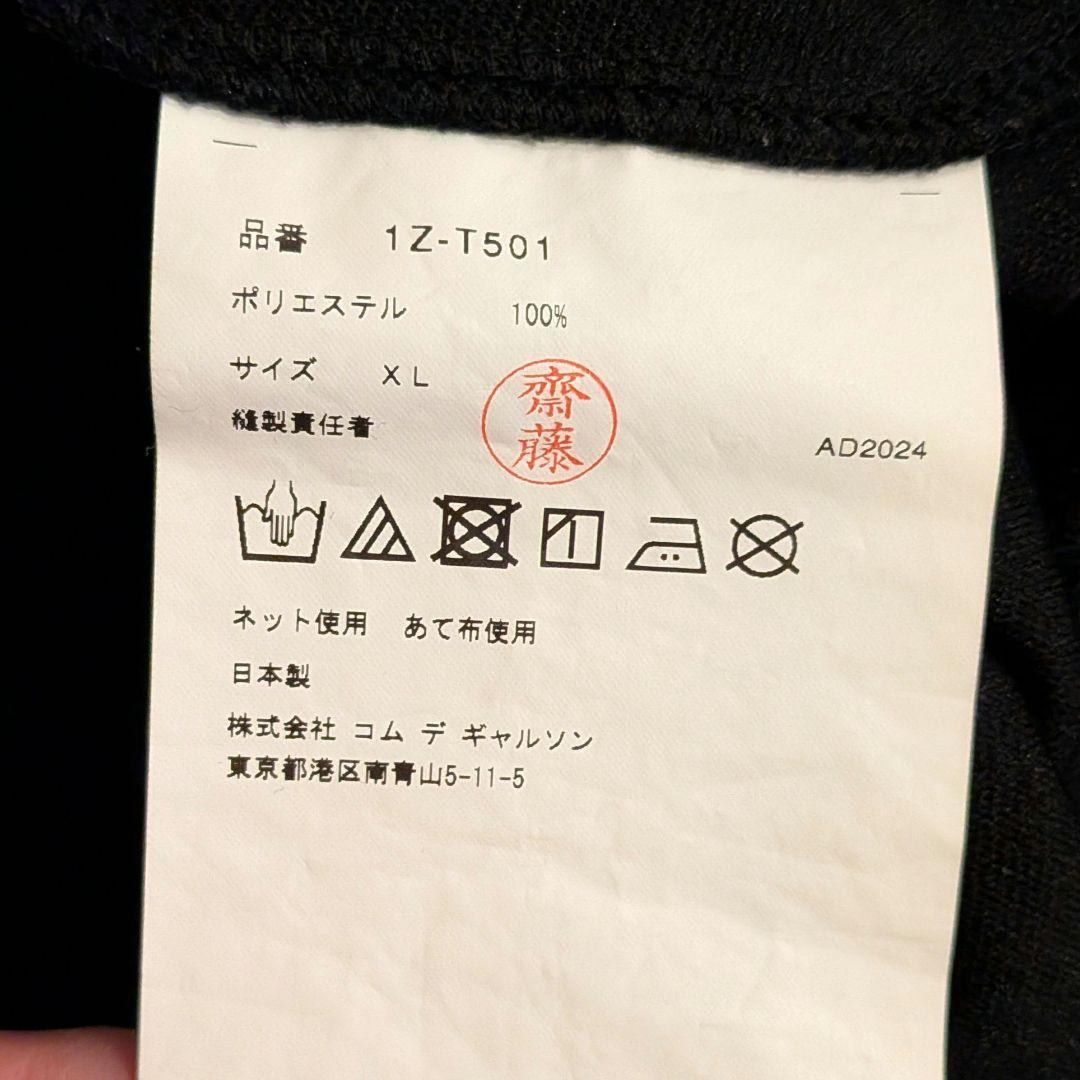 品番 1Z-T501
ポリエステル 100%
サイズ XL
縫製責任者
齋藤
AD2024
ネット使用 あて布使用
日本製
株式会社 コム デ ギャルソン
東京都港区南青山5-11-5